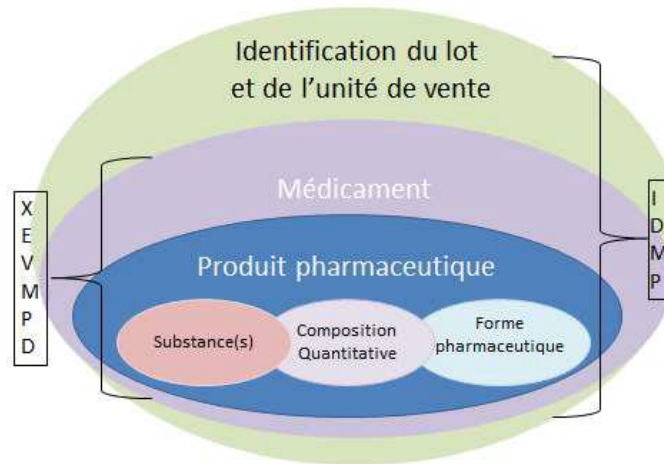 Identification du lot
et de l'unité de vente
Médicament
Produit pharmaceutique
Substance(s)
Composition
Quantitative
Forme
pharmaceutique
X
E
V
M
P
D
I
D
M
P